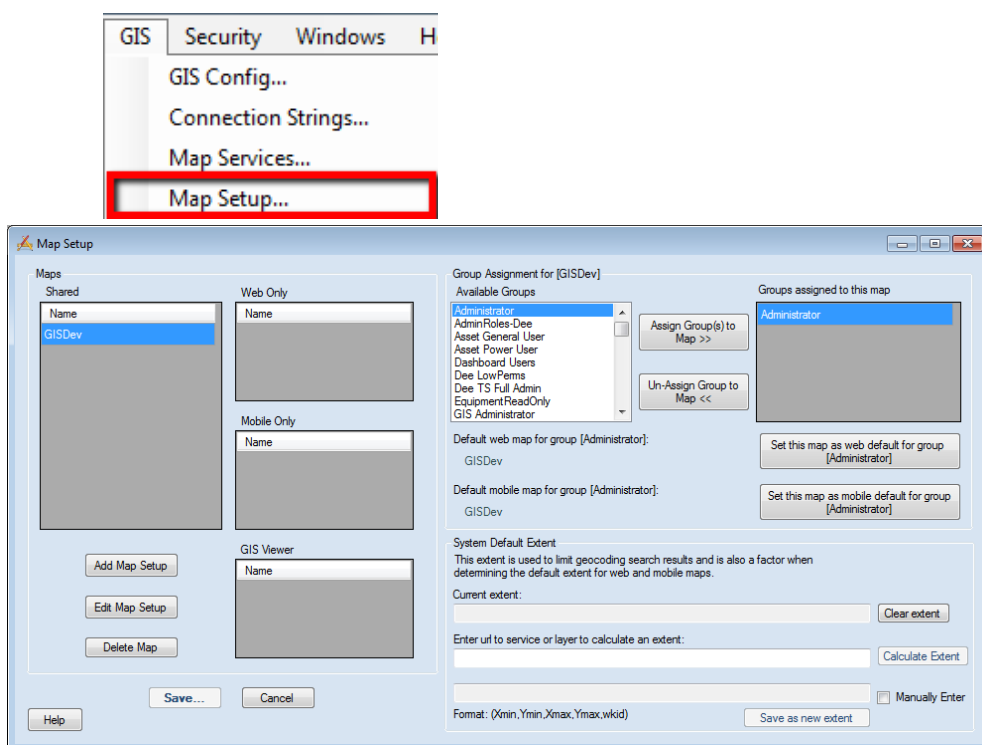 GIS Security Windows H
GIS Config...
Connection Strings...
Map Services...
Map Setup...
Map Setup
Maps
Shared
Name
GISDev
Web Only
Name
Mobile Only
Name
GIS Viewer
Name
Add Map Setup
Edit Map Setup
Delete Map
Save...
Cancel
Help
Group Assignment for [GISDev]
Available Groups
Administrator
AdminRoles-Dee
Asset General User
Asset Power User
Dashboard Users
Dee LowPerms
Dee TS Full Admin
EquipmentReadOnly
GIS Administrator
Assign Group(s) to
Map >>
Un-Assign Group to
Map <<
Groups assigned to this map
Administrator
Default web map for group [Administrator]:
GISDev
Set this map as web default for group
[Administrator]
Default mobile map for group [Administrator]:
GISDev
Set this map as mobile default for group
[Administrator]
System Default Extent
This extent is used to limit geocoding search results and is also a factor when
determining the default extent for web and mobile maps.
Current extent:
Clear extent
Enter url to service or layer to calculate an extent:
Calculate Extent
Manually Enter
Format: (Xmin,Ymin,Xmax,Ymax,wkid)
Save as new extent